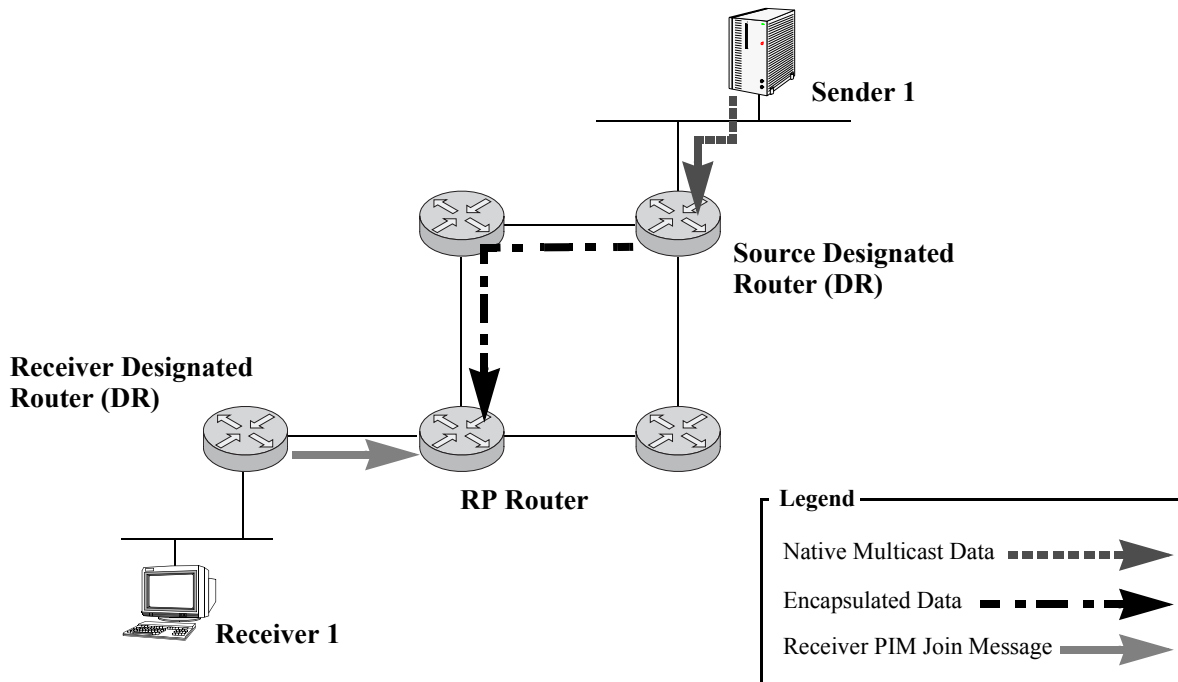 Sender 1
Source Designated
Router (DR)
Receiver Designated
Router (DR)
RP Router
Receiver 1
Legend
Native Multicast Data
Encapsulated Data
Receiver PIM Join Message